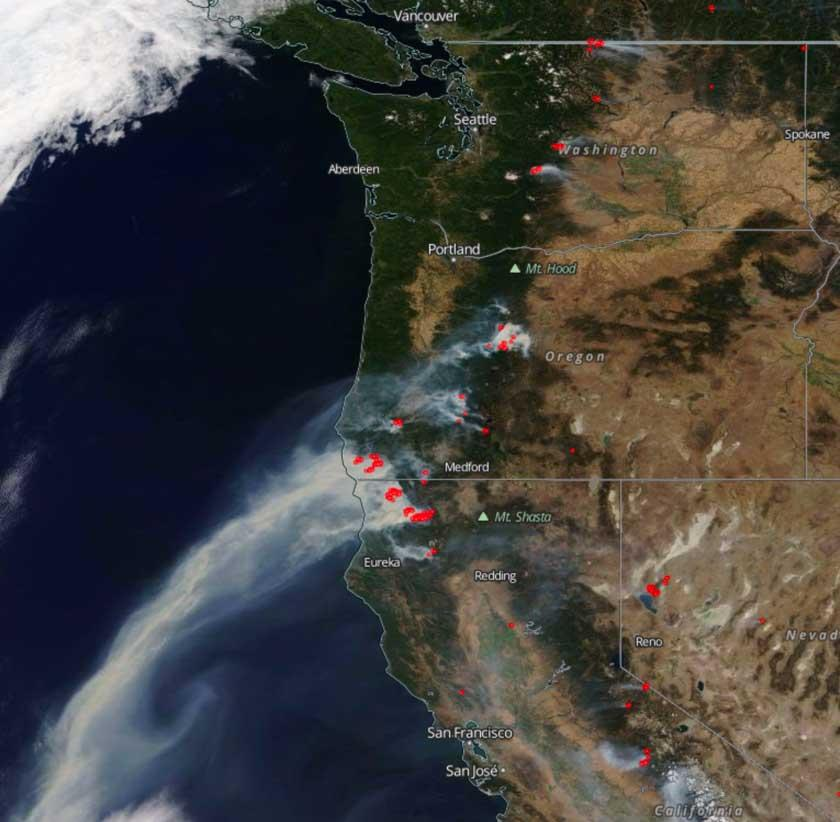 Vancouver
Seattle
Spokane
Washington
Aberdeen
Portland
Mt. Hood
Oregon
Medford
Mt. Shasta
Eureka
Redding
Reno
Nevad
San Francisco
San José
California